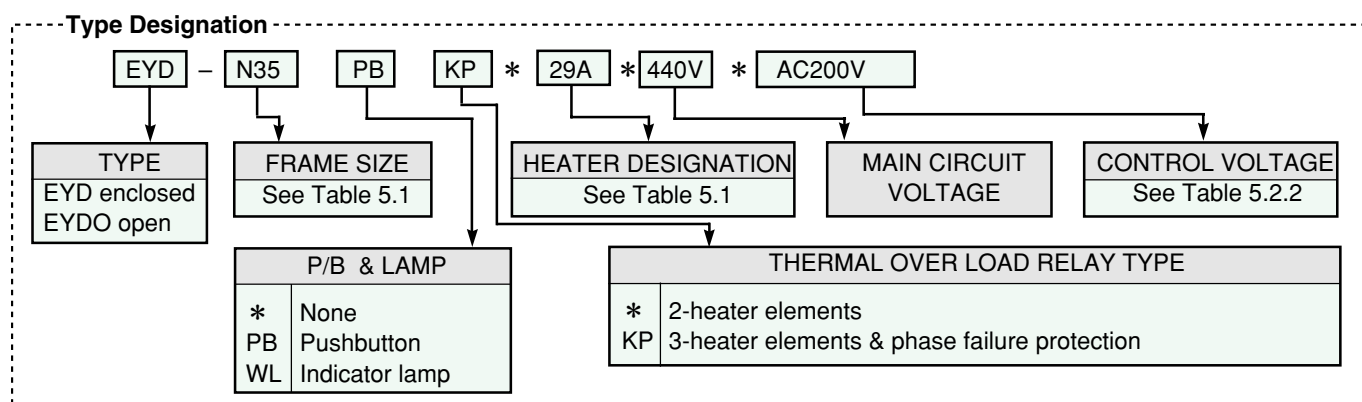 Type Designation
EYD – N35 PB KP * 29A * 440V * AC200V
TYPE
EYD enclosed
EYDO open
FRAME SIZE
See Table 5.1
HEATER DESIGNATION
See Table 5.1
MAIN CIRCUIT
VOLTAGE
CONTROL VOLTAGE
See Table 5.2.2
P/B & LAMP
* None
PB Pushbutton
WL Indicator lamp
THERMAL OVER LOAD RELAY TYPE
* 2-heater elements
KP 3-heater elements & phase failure protection